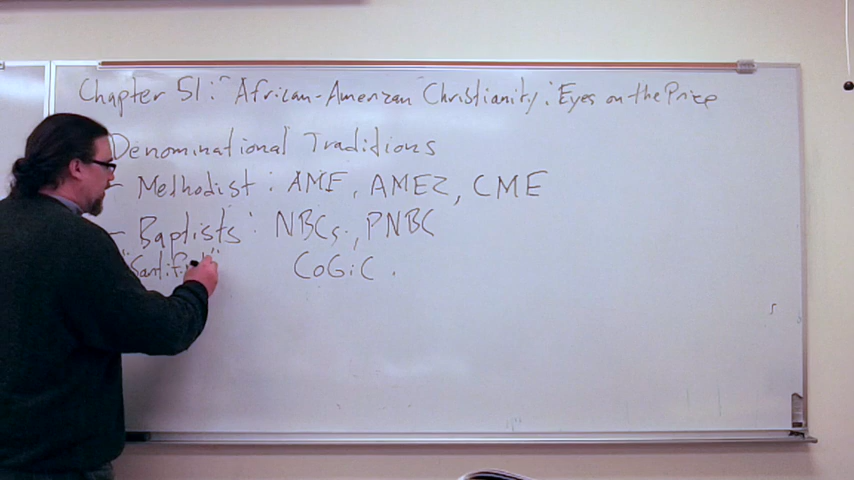 Chapter 51: "African-American Christianity: Eyes on the Prize
Denominational Traditions
- Methodist: AME, AMEZ, CME
- Baptists: NBCs, PNBC
CoGiC.